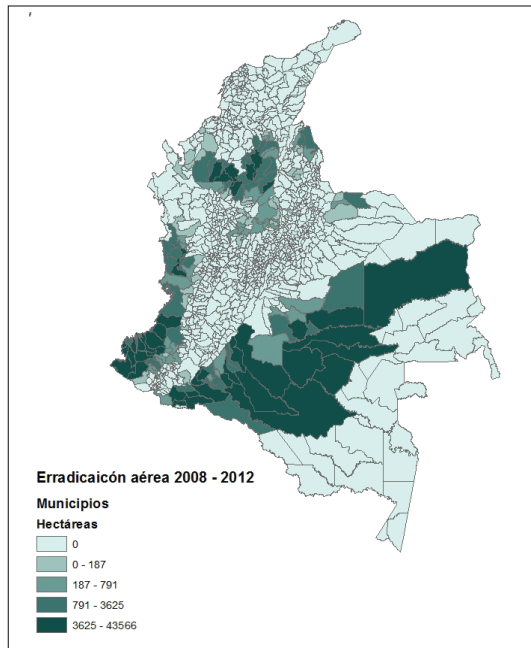 Erradicaicón aérea 2008 - 2012
Municipios
Hectáreas
0
0 - 187
187 - 791
791 - 3625
3625 - 43566